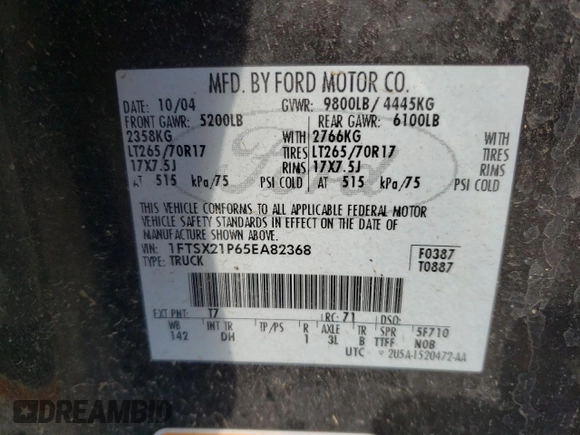 MFD. BY FORD MOTOR CO.
DATE: 10/04 GVWR: 9800LB/ 4445KG
FRONT GAWR: 5200LB REAR GAWR: 6100LB
2358KG WITH 2766KG WITH
LT265/70R17 TIRES LT265/70R17 TIRES
17X7.5J RIMS 17X7.5J RIMS
AT 515 kPa/75 PSI COLD AT 515 kPa/75 PSI COLD
THIS VEHICLE CONFORMS TO ALL APPLICABLE FEDERAL MOTOR
VEHICLE SAFETY STANDARDS IN EFFECT ON THE DATE OF
MANUFACTURE SHOWN ABOVE.
VIN: 1FTSX21P65EA82368 F0387
TYPE: TRUCK T0887
EXT PNT: T7 RC: 71 DSO:
WB INT TR TP/PS R AXLE TR SPR 5F710
142 DH 1 3L B TTFF NOB
UTC 2U5A-1520472-AA
Ford
DREAMBID